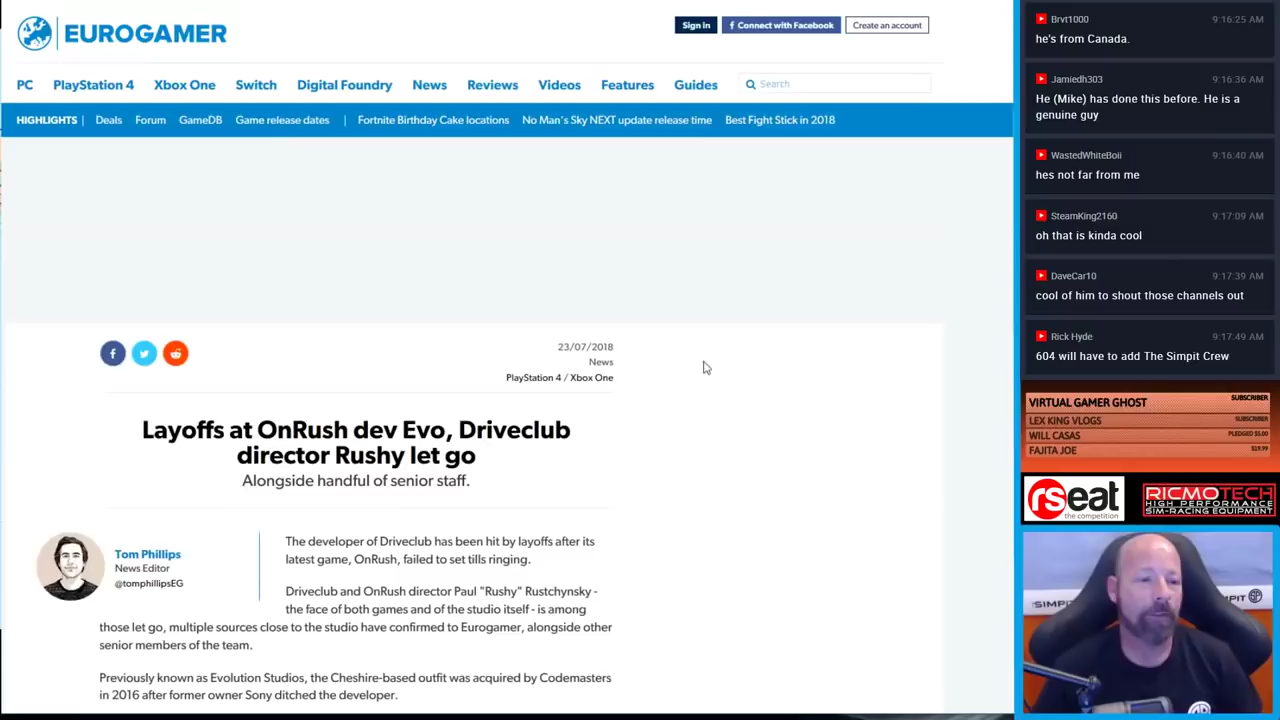 EUROGAMER
Sign in
f Connect with Facebook
Create an account
PC PlayStation 4 Xbox One Switch Digital Foundry News Reviews Videos Features Guides
Search
HIGHLIGHTS | Deals Forum GameDB Game release dates | Fortnite Birthday Cake locations No Man's Sky NEXT update release time Best Fight Stick in 2018
23/07/2018
News
PlayStation 4 / Xbox One
Layoffs at OnRush dev Evo, Driveclub
director Rushy let go
Alongside handful of senior staff.
Tom Phillips
News Editor
@tomphillipsEG
The developer of Driveclub has been hit by layoffs after its
latest game, OnRush, failed to set tills ringing.
Driveclub and OnRush director Paul "Rushy" Rustchynsky -
the face of both games and of the studio itself - is among
those let go, multiple sources close to the studio have confirmed to Eurogamer, alongside other
senior members of the team.
Previously known as Evolution Studios, the Cheshire-based outfit was acquired by Codemasters
in 2016 after former owner Sony ditched the developer.
Brvt1000 9:16:25 AM
he's from Canada.
Jamiedh303 9:16:36 AM
He (Mike) has done this before. He is a
genuine guy
WastedWhiteBoii 9:16:40 AM
hes not far from me
SteamKing2160 9:17:09 AM
oh that is kinda cool
DaveCar10 9:17:39 AM
cool of him to shout those channels out
Rick Hyde 9:17:49 AM
604 will have to add The Simpit Crew
VIRTUAL GAMER GHOST SUBSCRIBER
LEX KING VLOGS SUBSCRIBER
WILL CASAS PLEDGED $5.00
FAJITA JOE $19.99
rseat
the competition
RICMOTECH
HIGH PERFORMANCE
SIM-RACING EQUIPMENT
SIMPIT